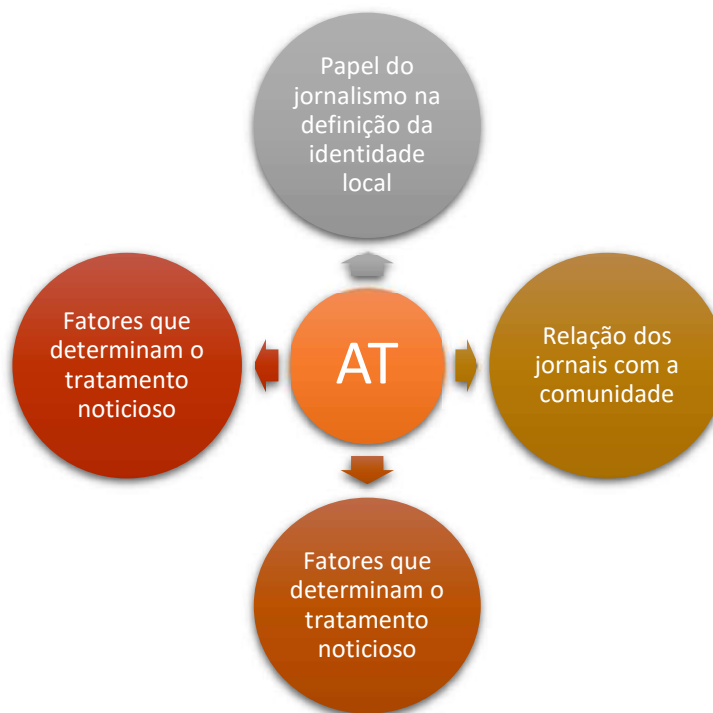 Papel do
jornalismo na
definição da
identidade
local
Fatores que
determinam o
tratamento
noticioso
AT
Relação dos
jornais com a
comunidade
Fatores que
determinam o
tratamento
noticioso